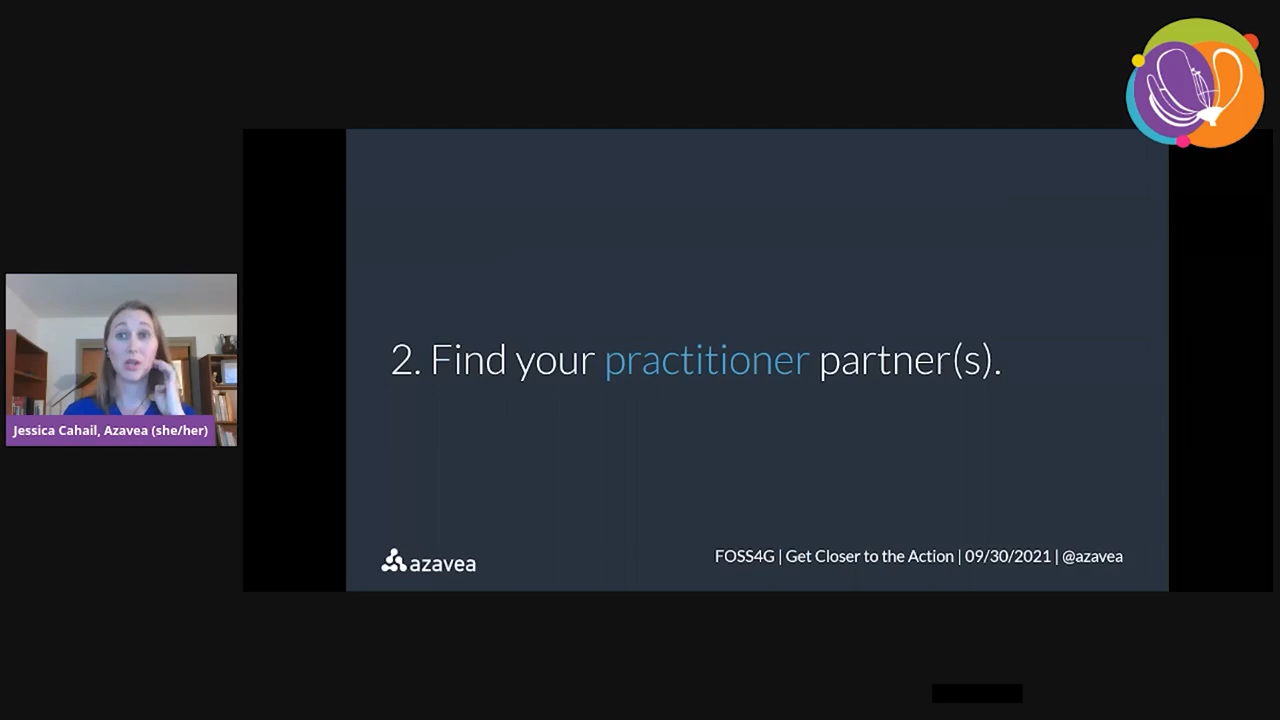 2. Find your practitioner partner(s).
Jessica Cahail, Azavea (she/her)
azavea
FOSS4G | Get Closer to the Action | 09/30/2021 | @azavea